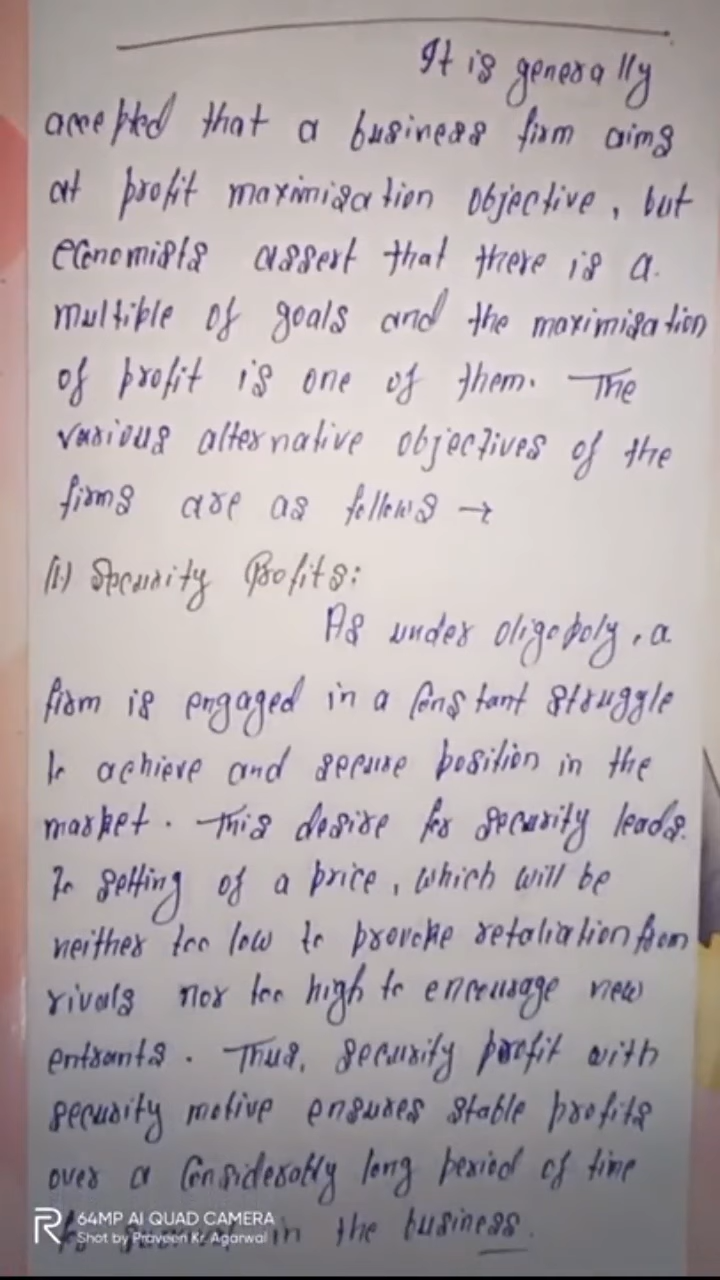 It is generally
accepted that a business firm aims
at profit maximisation objective, but
economists assert that there is a
multiple of goals and the maximisation
of profit is one of them. The
various alternative objectives of the
firms are as follows →
(1.) Security Profits:
As under oligopoly, a
firm is engaged in a constant struggle
to achieve and secure position in the
market. This desire for security leads
to setting of a price, which will be
neither too low to provoke retaliation from
rivals nor too high to encourage new
entrants. Thus, security profit with
security motive ensures stable profits
over a considerably long period of time
in the business.
64MP AI QUAD CAMERA
Shot by Praveen Kr. Agarwal